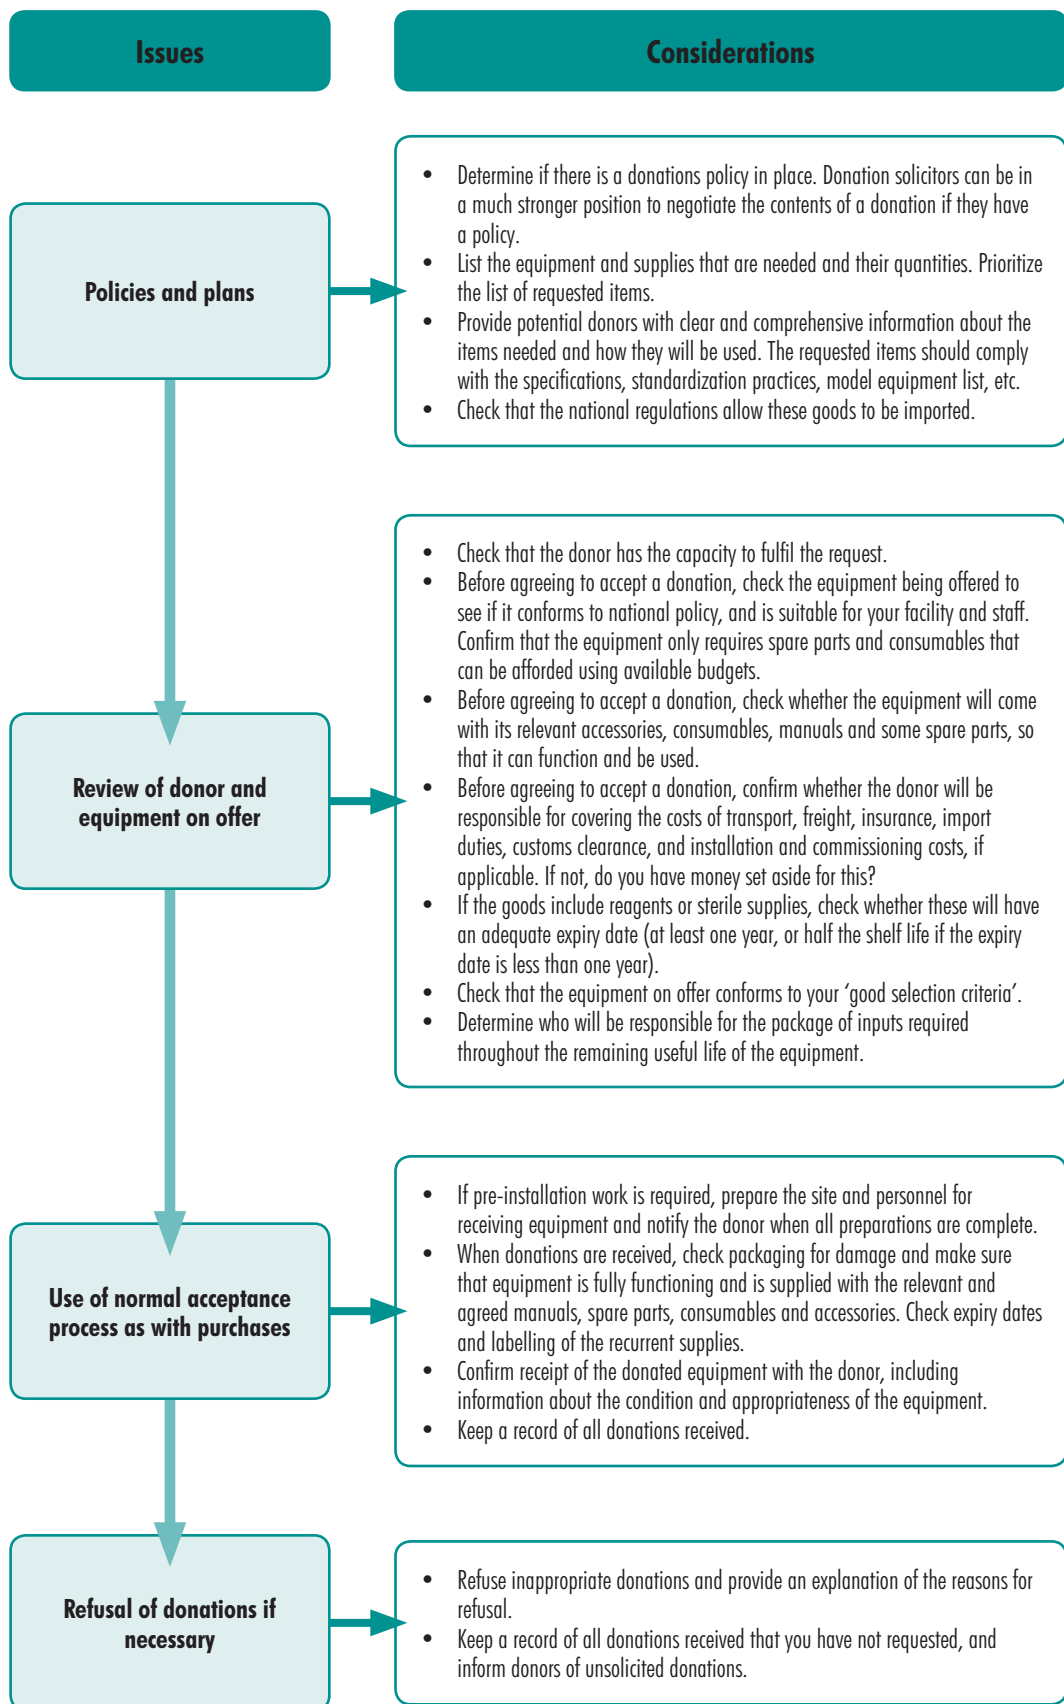 Issues
Considerations
Policies and plans
• Determine if there is a donations policy in place. Donation solicitors can be in
a much stronger position to negotiate the contents of a donation if they have
a policy.
• List the equipment and supplies that are needed and their quantities. Prioritize
the list of requested items.
• Provide potential donors with clear and comprehensive information about the
items needed and how they will be used. The requested items should comply
with the specifications, standardization practices, model equipment list, etc.
• Check that the national regulations allow these goods to be imported.
Review of donor and
equipment on offer
• Check that the donor has the capacity to fulfil the request.
• Before agreeing to accept a donation, check the equipment being offered to
see if it conforms to national policy, and is suitable for your facility and staff.
Confirm that the equipment only requires spare parts and consumables that
can be afforded using available budgets.
• Before agreeing to accept a donation, check whether the equipment will come
with its relevant accessories, consumables, manuals and some spare parts, so
that it can function and be used.
• Before agreeing to accept a donation, confirm whether the donor will be
responsible for covering the costs of transport, freight, insurance, import
duties, customs clearance, and installation and commissioning costs, if
applicable. If not, do you have money set aside for this?
• If the goods include reagents or sterile supplies, check whether these will have
an adequate expiry date (at least one year, or half the shelf life if the expiry
date is less than one year).
• Check that the equipment on offer conforms to your ‘good selection criteria’.
• Determine who will be responsible for the package of inputs required
throughout the remaining useful life of the equipment.
Use of normal acceptance
process as with purchases
• If pre-installation work is required, prepare the site and personnel for
receiving equipment and notify the donor when all preparations are complete.
• When donations are received, check packaging for damage and make sure
that equipment is fully functioning and is supplied with the relevant and
agreed manuals, spare parts, consumables and accessories. Check expiry dates
and labelling of the recurrent supplies.
• Confirm receipt of the donated equipment with the donor, including
information about the condition and appropriateness of the equipment.
• Keep a record of all donations received.
Refusal of donations if
necessary
• Refuse inappropriate donations and provide an explanation of the reasons for
refusal.
• Keep a record of all donations received that you have not requested, and
inform donors of unsolicited donations.